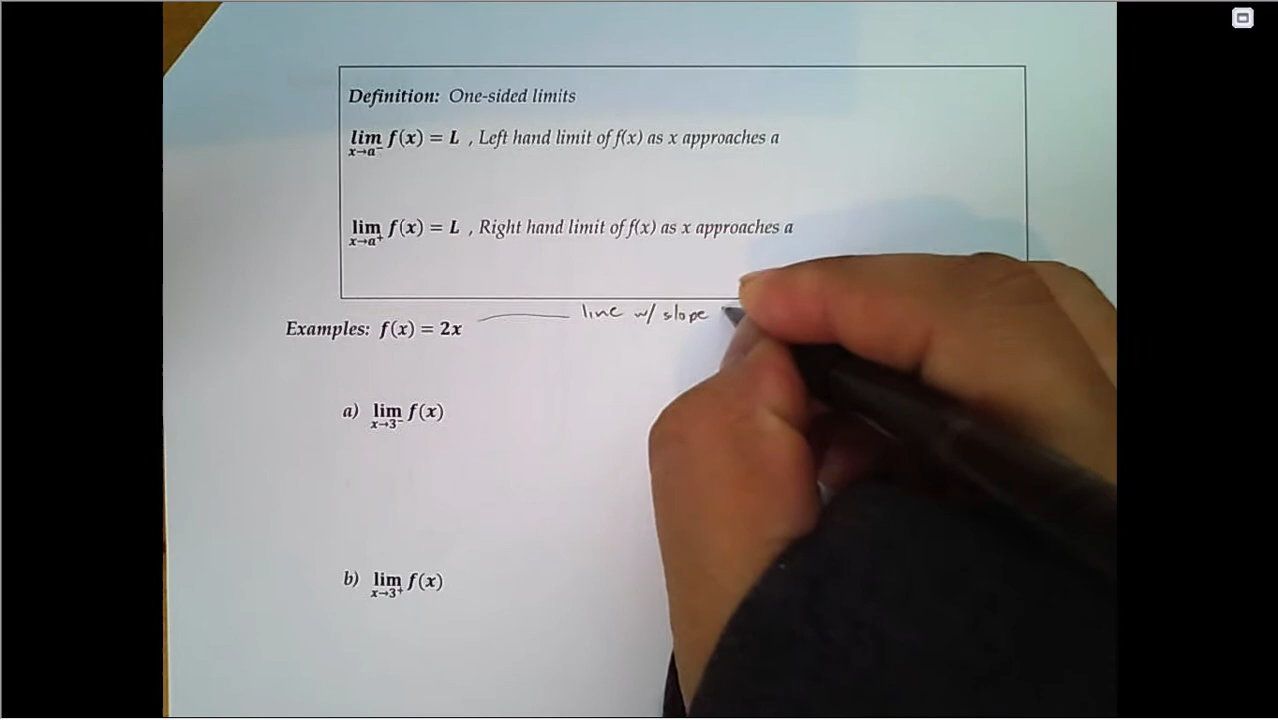 Definition: One-sided limits
lim x→a⁻ f(x) = L , Left hand limit of f(x) as x approaches a
lim x→a⁺ f(x) = L , Right hand limit of f(x) as x approaches a
line w/ slope
Examples: f(x) = 2x
a) lim x→3⁻ f(x)
b) lim x→3⁺ f(x)